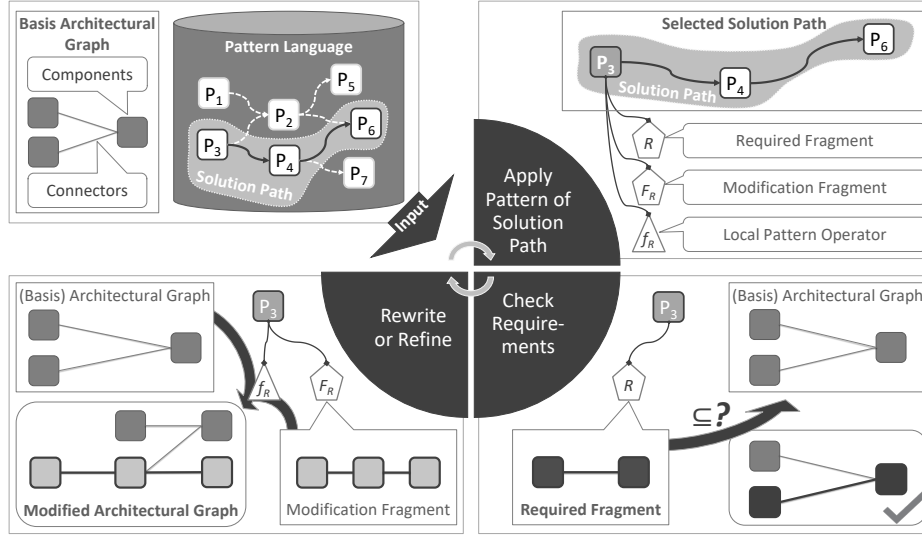 Basis Architectural
Graph
Components
Connectors
Pattern Language
P1
P2
P5
P3
P4
P6
P7
Solution Path
Input
Selected Solution Path
P3
P4
P6
Solution Path
R
Required Fragment
FR
Modification Fragment
fR
Local Pattern Operator
Apply
Pattern of
Solution
Path
Rewrite
or Refine
Check
Require-
ments
(Basis) Architectural Graph
P3
fR
FR
Modified Architectural Graph
Modification Fragment
P3
R
(Basis) Architectural Graph
⊆?
Required Fragment